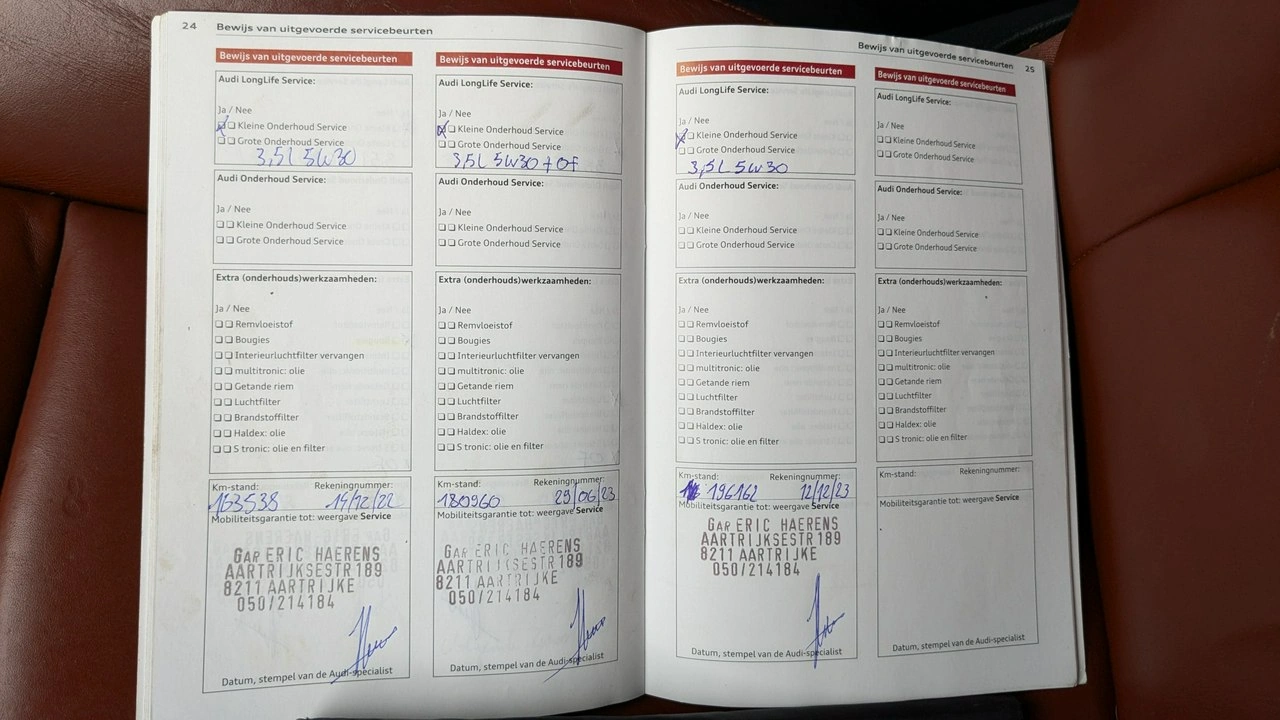 24 Bewijs van uitgevoerde servicebeurten
Bewijs van uitgevoerde servicebeurten
Audi LongLife Service:
Ja / Nee
Kleine Onderhoud Service
Grote Onderhoud Service
3,5L 5W30
Audi Onderhoud Service:
Ja / Nee
Kleine Onderhoud Service
Grote Onderhoud Service
Extra (onderhouds)werkzaamheden:
Ja / Nee
Remvloeistof
Bougies
Interieurluchtfilter vervangen
multitronic: olie
Getande riem
Luchtfilter
Brandstoffilter
Haldex: olie
S tronic: olie en filter
Km-stand: Rekeningnummer:
163538 14/12/22
Mobiliteitsgarantie tot: weergave Service
GAR ERIC HAERENS
AARTRIJKSESTR 189
8211 AARTRIJKE
050/214184
Datum, stempel van de Audi-specialist
Bewijs van uitgevoerde servicebeurten
Audi LongLife Service:
Ja / Nee
Kleine Onderhoud Service
Grote Onderhoud Service
3,5L 5W30 + OF
Audi Onderhoud Service:
Ja / Nee
Kleine Onderhoud Service
Grote Onderhoud Service
Extra (onderhouds)werkzaamheden:
Ja / Nee
Remvloeistof
Bougies
Interieurluchtfilter vervangen
multitronic: olie
Getande riem
Luchtfilter
Brandstoffilter
Haldex: olie
S tronic: olie en filter
Km-stand: Rekeningnummer:
180960 29/06/23
Mobiliteitsgarantie tot: weergave Service
GAR ERIC HAERENS
AARTRIJKSESTR 189
8211 AARTRIJKE
050/214184
Datum, stempel van de Audi-specialist
Bewijs van uitgevoerde servicebeurten 25
Bewijs van uitgevoerde servicebeurten
Audi LongLife Service:
Ja / Nee
Kleine Onderhoud Service
Grote Onderhoud Service
3,5L 5W30
Audi Onderhoud Service:
Ja / Nee
Kleine Onderhoud Service
Grote Onderhoud Service
Extra (onderhouds)werkzaamheden:
Ja / Nee
Remvloeistof
Bougies
Interieurluchtfilter vervangen
multitronic: olie
Getande riem
Luchtfilter
Brandstoffilter
Haldex: olie
S tronic: olie en filter
Km-stand: Rekeningnummer:
196162 12/12/23
Mobiliteitsgarantie tot: weergave Service
GAR ERIC HAERENS
AARTRIJKSESTR 189
8211 AARTRIJKE
050/214184
Datum, stempel van de Audi-specialist
Bewijs van uitgevoerde servicebeurten
Audi LongLife Service:
Ja / Nee
Kleine Onderhoud Service
Grote Onderhoud Service
Audi Onderhoud Service:
Ja / Nee
Kleine Onderhoud Service
Grote Onderhoud Service
Extra (onderhouds)werkzaamheden:
Ja / Nee
Remvloeistof
Bougies
Interieurluchtfilter vervangen
multitronic: olie
Getande riem
Luchtfilter
Brandstoffilter
Haldex: olie
S tronic: olie en filter
Km-stand: Rekeningnummer:
Mobiliteitsgarantie tot: weergave Service
Datum, stempel van de Audi-specialist